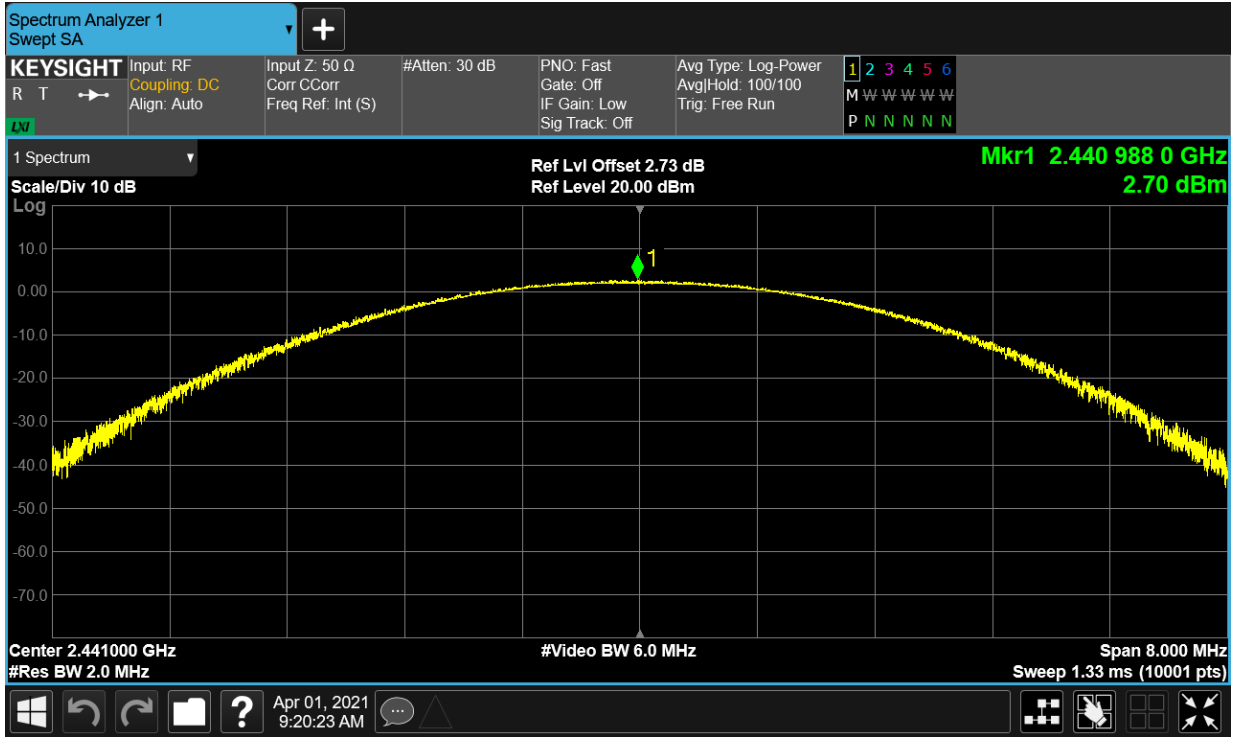 Spectrum Analyzer 1
Swept SA
KEYSIGHT
R T
LXI
Input: RF
Coupling: DC
Align: Auto
Input Z: 50 Ω
Corr CCorr
Freq Ref: Int (S)
#Atten: 30 dB
PNO: Fast
Gate: Off
IF Gain: Low
Sig Track: Off
Avg Type: Log-Power
Avg|Hold: 100/100
Trig: Free Run
1 2 3 4 5 6
M W W W W W
P N N N N N
1 Spectrum
Scale/Div 10 dB
Log
Ref Lvl Offset 2.73 dB
Ref Level 20.00 dBm
Mkr1 2.440 988 0 GHz
2.70 dBm
10.0
0.00
-10.0
-20.0
-30.0
-40.0
-50.0
-60.0
-70.0
1
Center 2.441000 GHz
#Res BW 2.0 MHz
#Video BW 6.0 MHz
Span 8.000 MHz
Sweep 1.33 ms (10001 pts)
?
Apr 01, 2021
9:20:23 AM